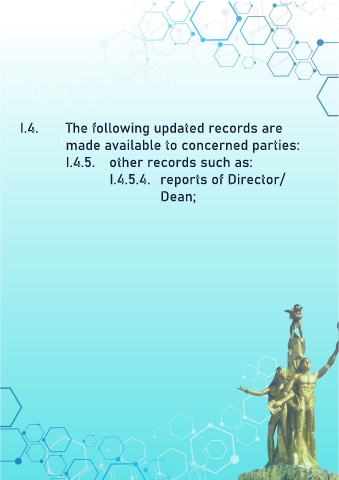 I.4. The following updated records are
made available to concerned parties:
I.4.5. other records such as:
I.4.5.4. reports of Director/
Dean;